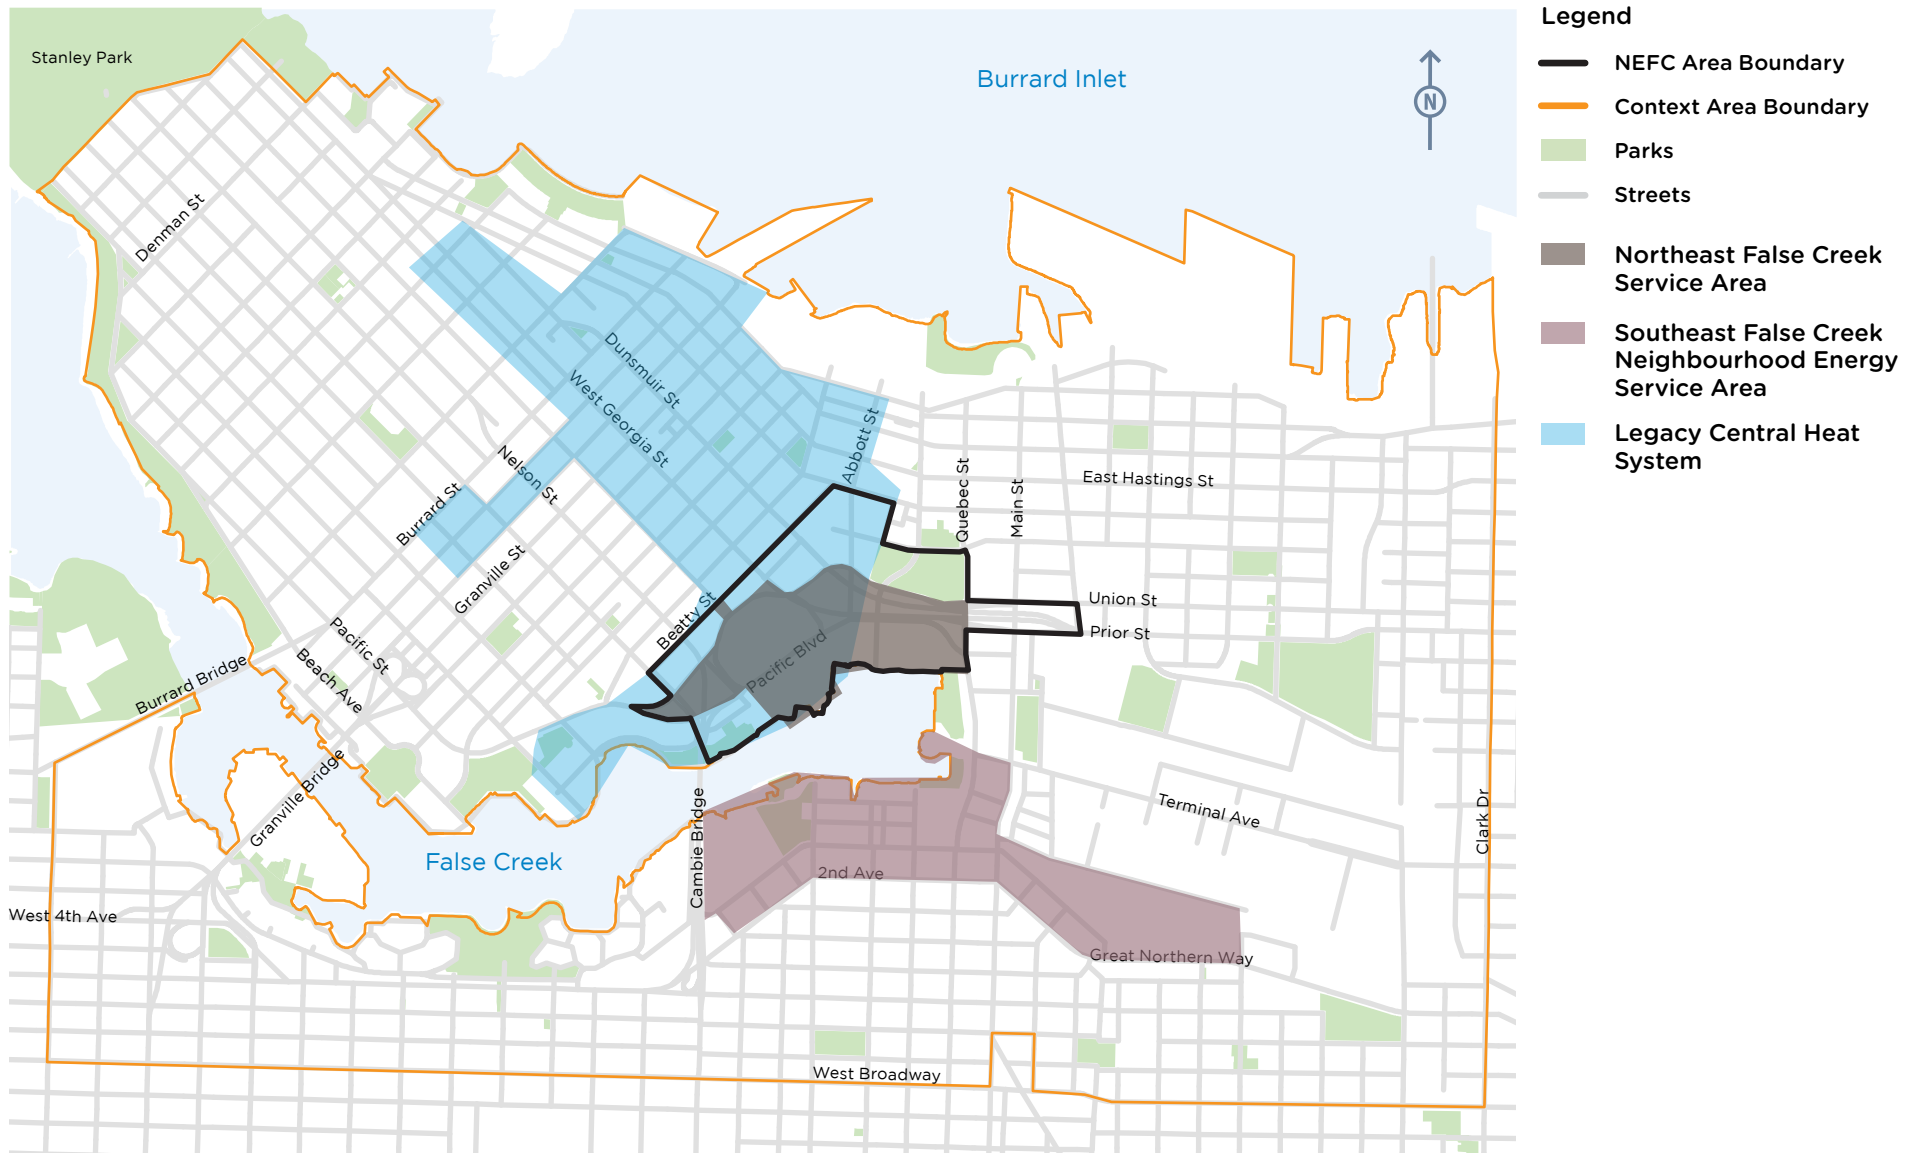 Stanley Park
Burrard Inlet
N
Denman St
Dunsmuir St
West Georgia St
Abbott St
Nelson St
Burrard St
Granville St
Quebec St
Main St
East Hastings St
Beatty St
Union St
Prior St
Pacific St
Beach Ave
Pacific Blvd
Burrard Bridge
Granville Bridge
False Creek
Cambie Bridge
Terminal Ave
Clark Dr
2nd Ave
West 4th Ave
Great Northern Way
West Broadway
Legend
NEFC Area Boundary
Context Area Boundary
Parks
Streets
Northeast False Creek
Service Area
Southeast False Creek
Neighbourhood Energy
Service Area
Legacy Central Heat
System